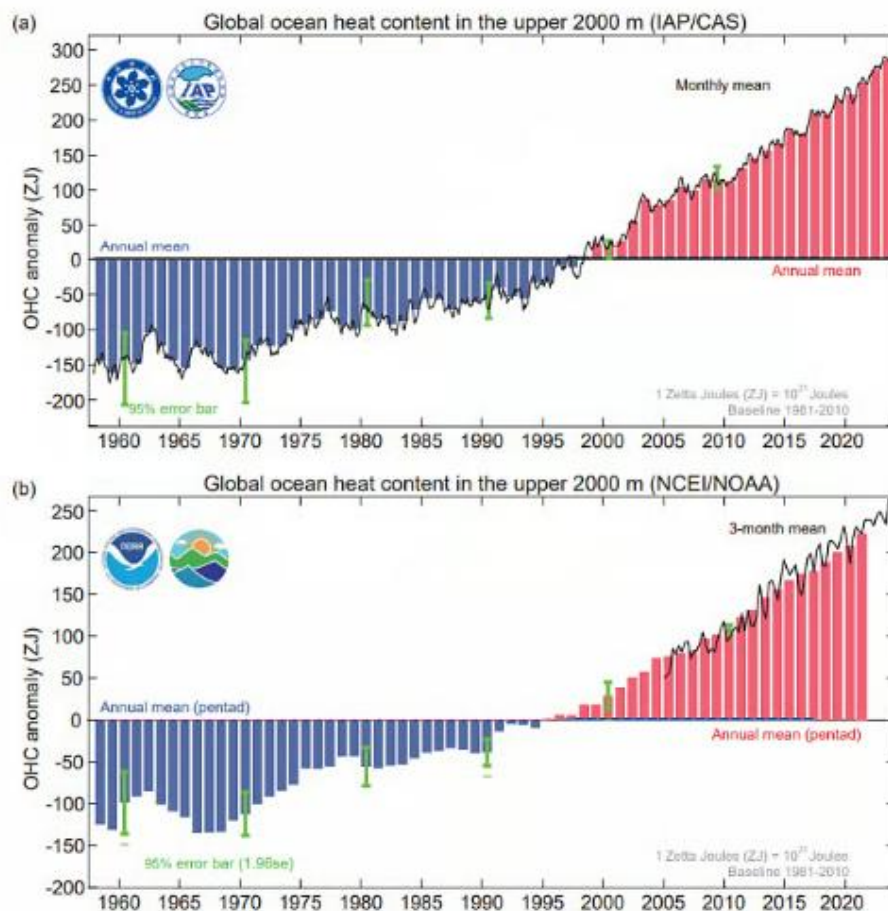 (a) Global ocean heat content in the upper 2000 m (IAP/CAS)
300
250
200
150
100
50
0
-50
-100
-150
-200
OHC anomaly (ZJ)
IAP
Monthly mean
Annual mean
Annual mean
95% error bar
1 Zetta Joules (ZJ) = 10²¹ Joules
Baseline 1981-2010
1960 1965 1970 1975 1980 1985 1990 1995 2000 2005 2010 2015 2020
(b) Global ocean heat content in the upper 2000 m (NCEI/NOAA)
250
200
150
100
50
0
-50
-100
-150
-200
OHC anomaly (ZJ)
3-month mean
Annual mean (pentad)
Annual mean (pentad)
95% error bar (1.96se)
1 Zetta Joules (ZJ) = 10²¹ Joules
Baseline 1981-2010
1960 1965 1970 1975 1980 1985 1990 1995 2000 2005 2010 2015 2020